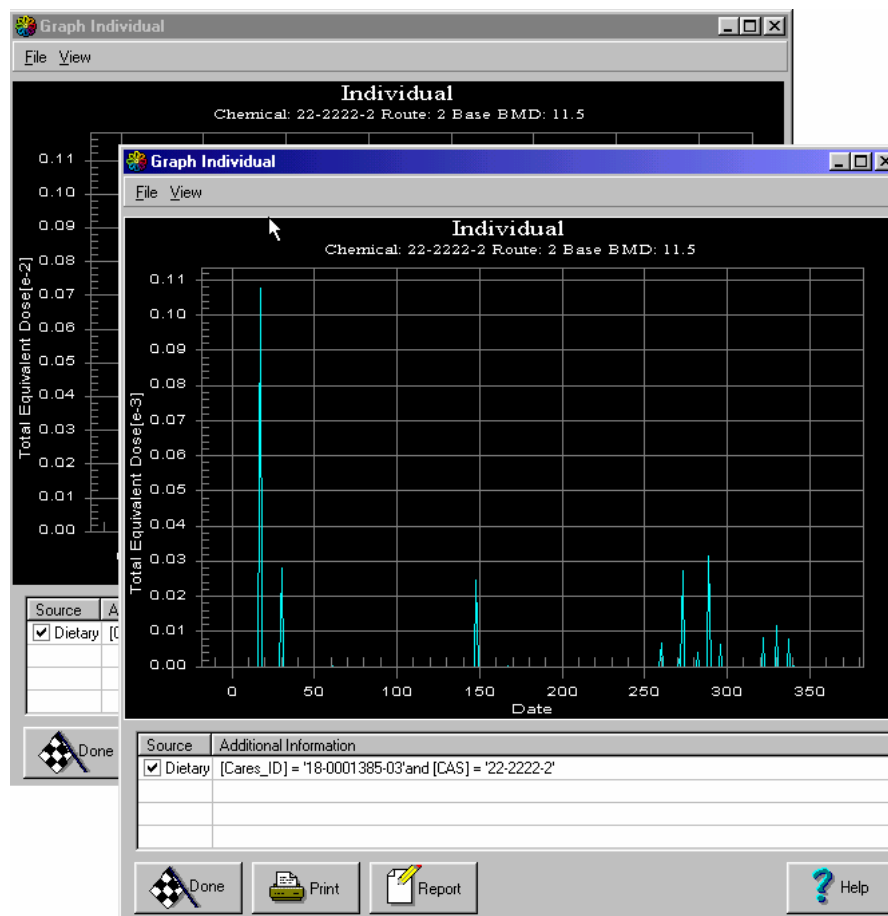 Graph Individual
File View
Individual
Chemical: 22-2222-2 Route: 2 Base BMD: 11.5
Total Equivalent Dose[e-2]
0.11
0.10
0.09
0.08
0.07
0.06
0.05
0.04
0.03
0.02
0.01
0.00
Source A
Dietary [C
Done
Graph Individual
File View
Individual
Chemical: 22-2222-2 Route: 2 Base BMD: 11.5
Total Equivalent Dose[e-3]
0.11
0.10
0.09
0.08
0.07
0.06
0.05
0.04
0.03
0.02
0.01
0.00
0 50 100 150 200 250 300 350
Date
Source Additional Information
Dietary [Cares_ID] = '18-0001385-03'and [CAS] = '22-2222-2'
Done Print Report Help